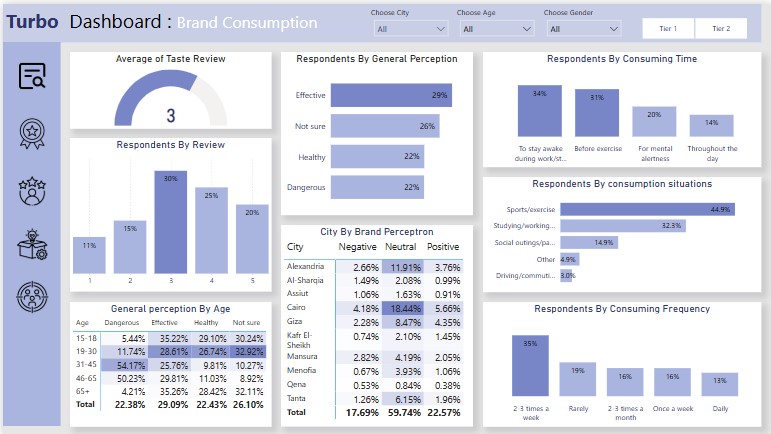 Turbo Dashboard : Brand Consumption
Choose City
All
Choose Age
All
Choose Gender
All
Tier 1
Tier 2
Average of Taste Review
3
Respondents By Review
11%
15%
30%
25%
20%
1 2 3 4 5
General perception By Age
Age Dangerous Effective Healthy Not sure
15-18 5.44% 35.22% 29.10% 30.24%
19-30 11.74% 28.61% 26.74% 32.92%
31-45 54.17% 25.76% 9.81% 10.27%
46-65 50.23% 29.81% 11.03% 8.92%
65+ 4.21% 35.26% 28.42% 32.11%
Total 22.38% 29.09% 22.43% 26.10%
Respondents By General Perception
Effective 29%
Not sure 26%
Healthy 22%
Dangerous 22%
City By Brand Perceptron
City Negative Neutral Positive
Alexandria 2.66% 11.91% 3.76%
Al-Sharqia 1.49% 2.08% 0.99%
Assiut 1.06% 1.63% 0.91%
Cairo 4.18% 18.44% 5.66%
Giza 2.28% 8.47% 4.35%
Kafr El-
Sheikh 0.74% 2.10% 1.45%
Mansura 2.82% 4.19% 2.05%
Menofia 0.67% 3.93% 1.06%
Qena 0.53% 0.84% 0.38%
Tanta 1.26% 6.15% 1.96%
Total 17.69% 59.74% 22.57%
Respondents By Consuming Time
34%
31%
20%
14%
To stay awake Before exercise For mental Throughout the
during work/st... alertness day
Respondents By consumption situations
Sports/exercise 44.9%
Studying/working... 32.3%
Social outings/pa... 14.9%
Other 4.9%
Driving/commuti... 3.0%
Respondents By Consuming Frequency
35%
19%
16%
16%
13%
2-3 times a Rarely 2-3 times a Once a week Daily
week month